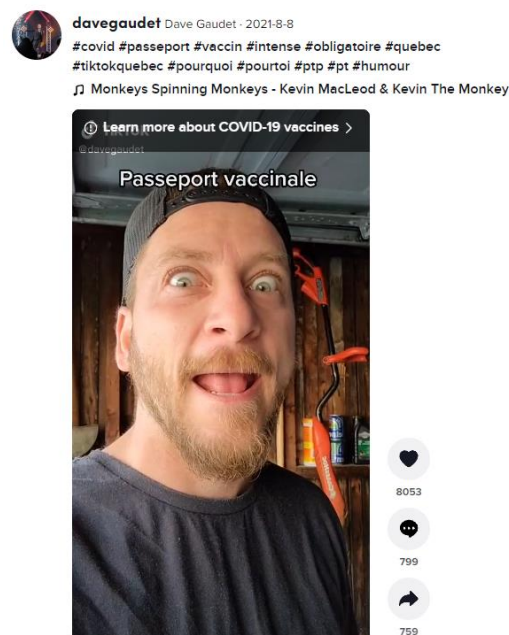 davegaudet Dave Gaudet · 2021-8-8
#covid #passeport #vaccin #intense #obligatoire #quebec
#tiktokquebec #pourquoi #pourtoi #ptp #pt #humour
Monkeys Spinning Monkeys - Kevin MacLeod & Kevin The Monkey
Learn more about COVID-19 vaccines
@davegaudet
Passeport vaccinale
8053
799
759